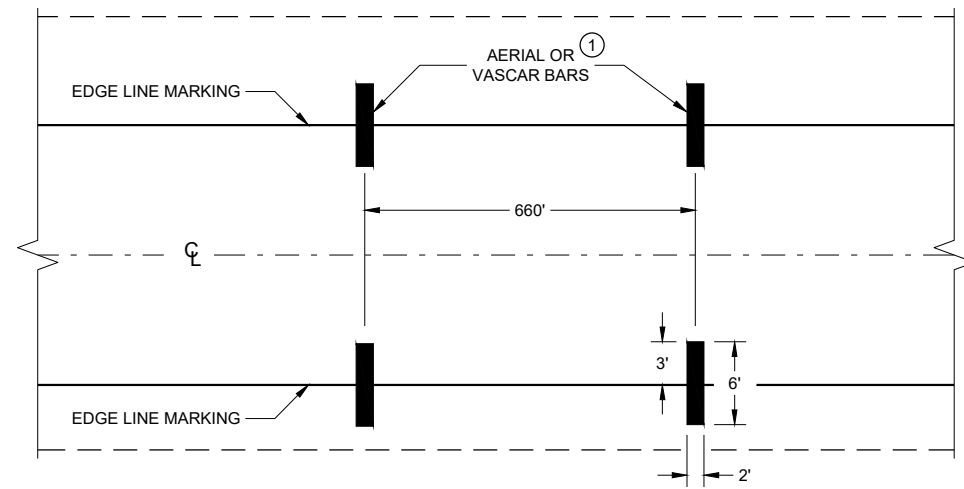 AERIAL OR ①
VASCAR BARS
EDGE LINE MARKING
660'
℄
3'
6'
EDGE LINE MARKING
2'